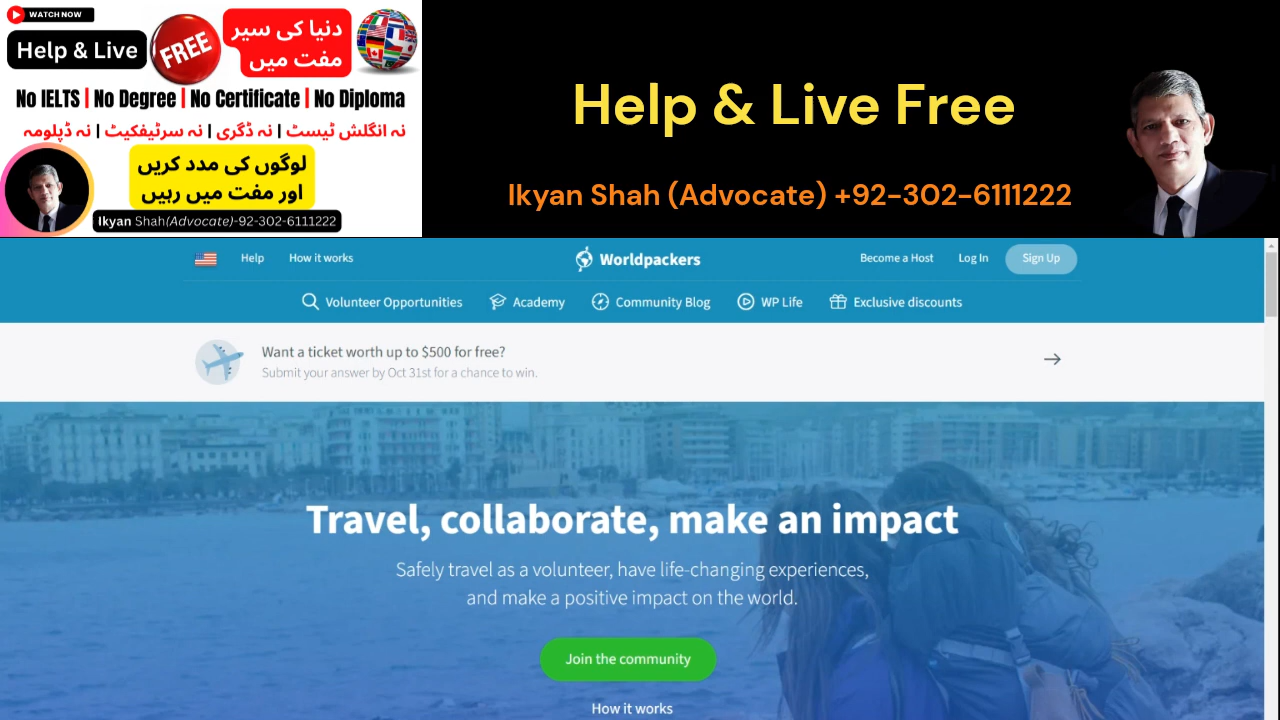 WATCH NOW
Help & Live
FREE
دنیا کی سیر
مفت میں
No IELTS | No Degree | No Certificate | No Diploma
نہ انگلش ٹیسٹ | نہ ڈگری | نہ سرٹیفکیٹ | نہ ڈپلومہ
لوگوں کی مدد کریں
اور مفت میں رہیں
Ikyan Shah(Advocate)-92-302-6111222
Help & Live Free
Ikyan Shah (Advocate) +92-302-6111222
Help How it works Worldpackers Become a Host Log In Sign Up
Volunteer Opportunities Academy Community Blog WP Life Exclusive discounts
Want a ticket worth up to $500 for free?
Submit your answer by Oct 31st for a chance to win.
Travel, collaborate, make an impact
Safely travel as a volunteer, have life-changing experiences,
and make a positive impact on the world.
Join the community
How it works